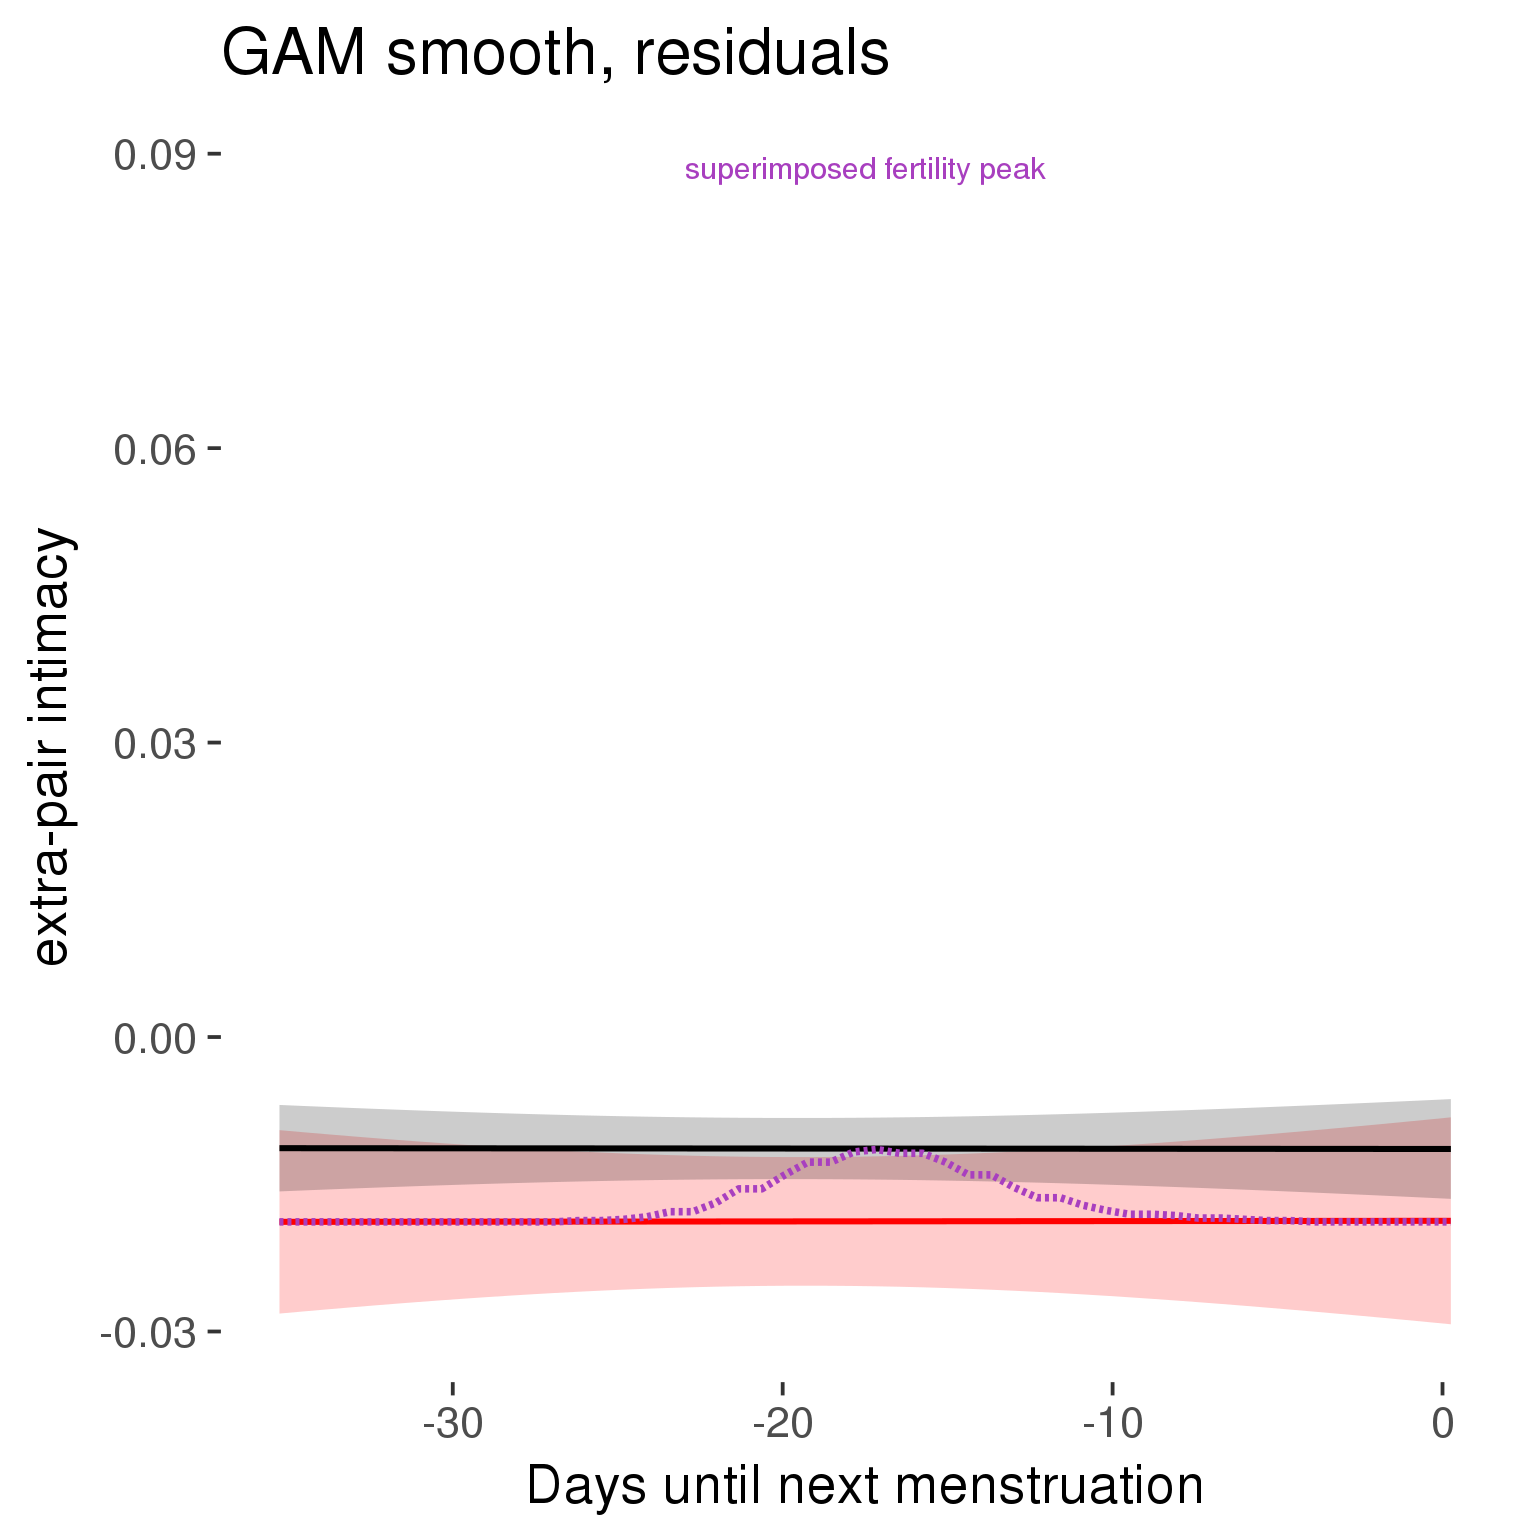 GAM smooth, residuals
superimposed fertility peak
extra-pair intimacy
0.09
0.06
0.03
0.00
-0.03
-30
-20
-10
0
Days until next menstruation